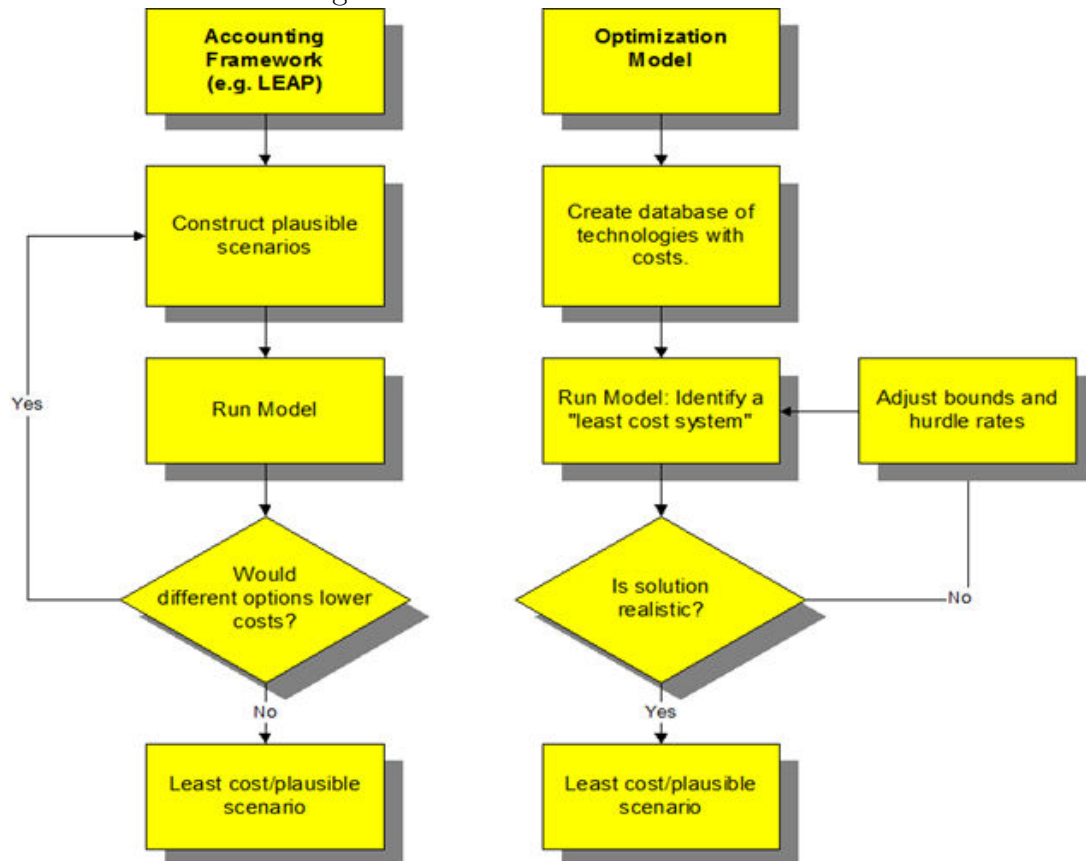 Accounting
Framework
(e.g. LEAP)
Construct plausible
scenarios
Run Model
Yes
Would
different options lower
costs?
No
Least cost/plausible
scenario
Optimization
Model
Create database of
technologies with
costs.
Run Model: Identify a
"least cost system"
Adjust bounds and
hurdle rates
Is solution
realistic?
No
Yes
Least cost/plausible
scenario